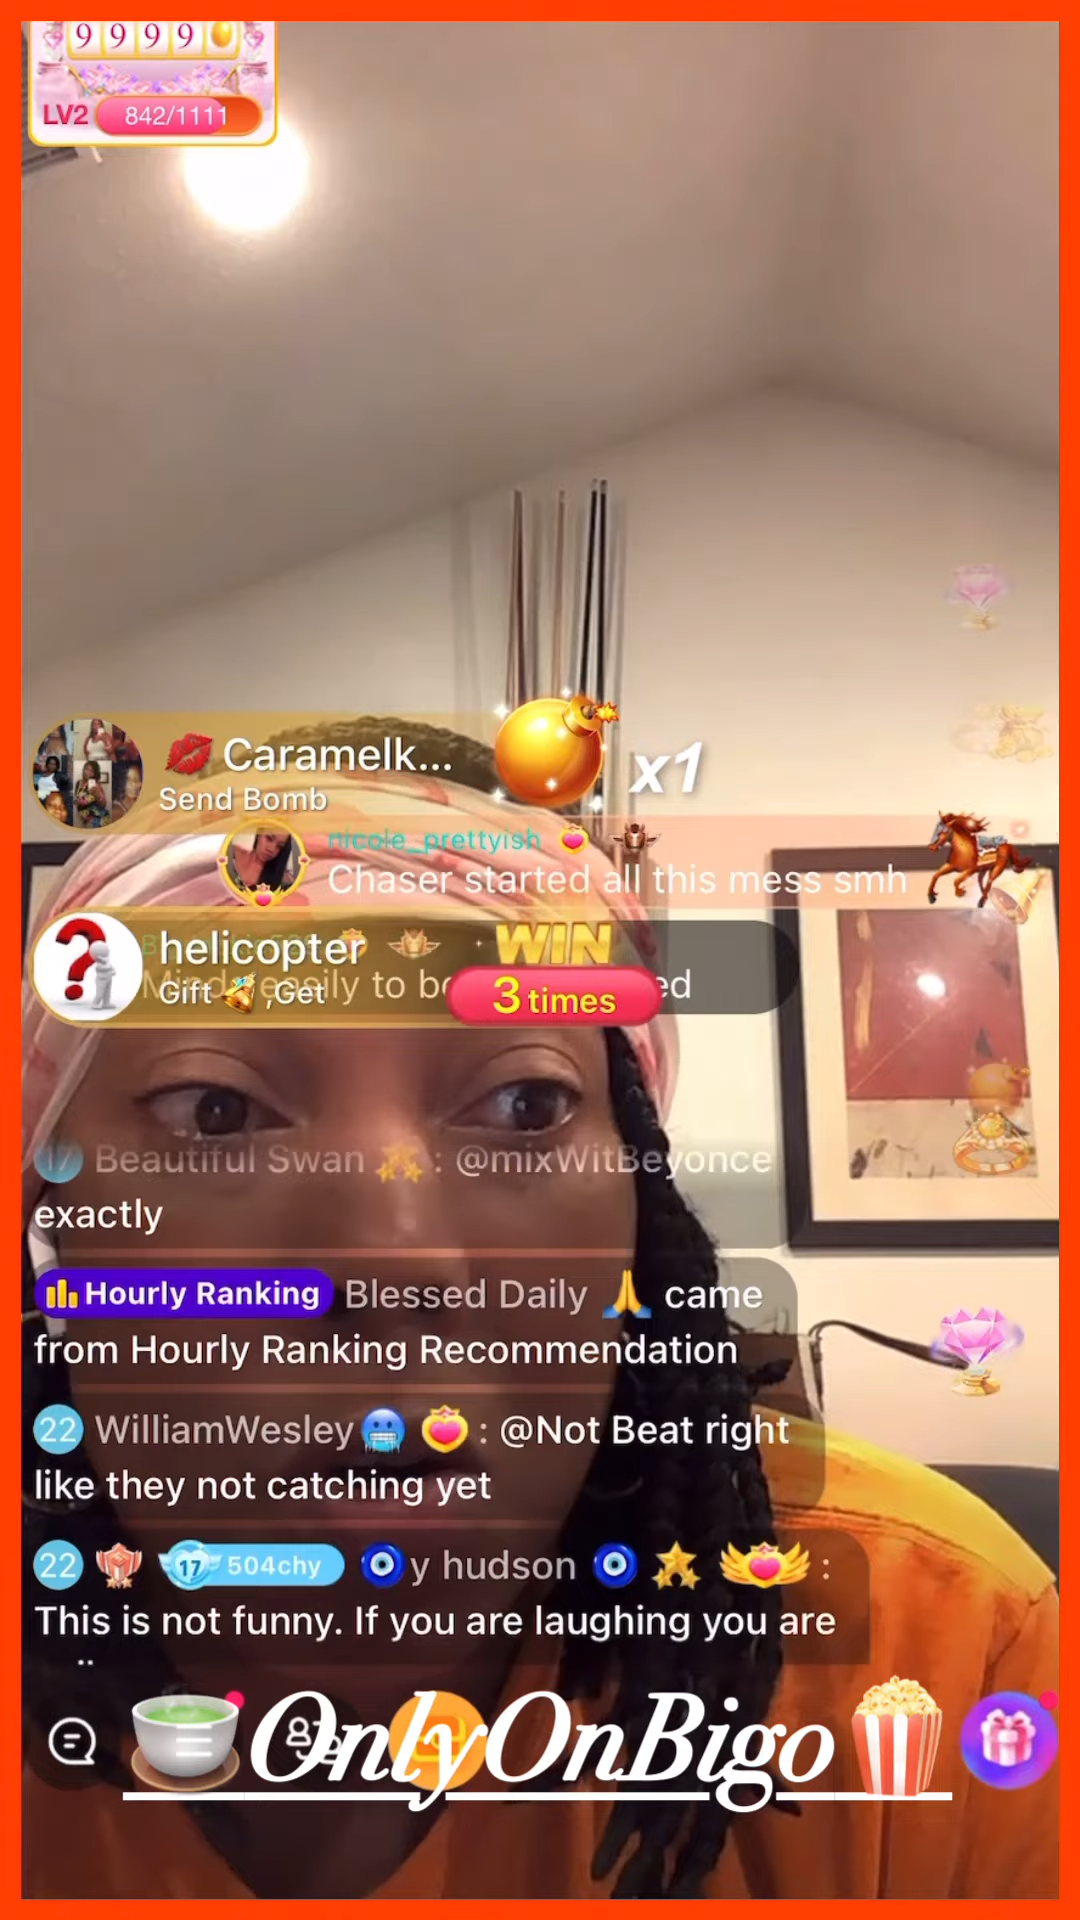 9 9 9 9
LV2 842/1111
💋 Caramelk...
Send Bomb
x1
nicole_prettyish
Chaser started all this mess smh
helicopter
WIN
Gift ,Get
3 times
17 Beautiful Swan : @mixWitBeyonce
exactly
Hourly Ranking Blessed Daily 🙏 came
from Hourly Ranking Recommendation
22 WilliamWesley🥶 : @Not Beat right
like they not catching yet
22 17 504chy 🧿y hudson 🧿 :
This is not funny. If you are laughing you are
🍵OnlyOnBigo🍿